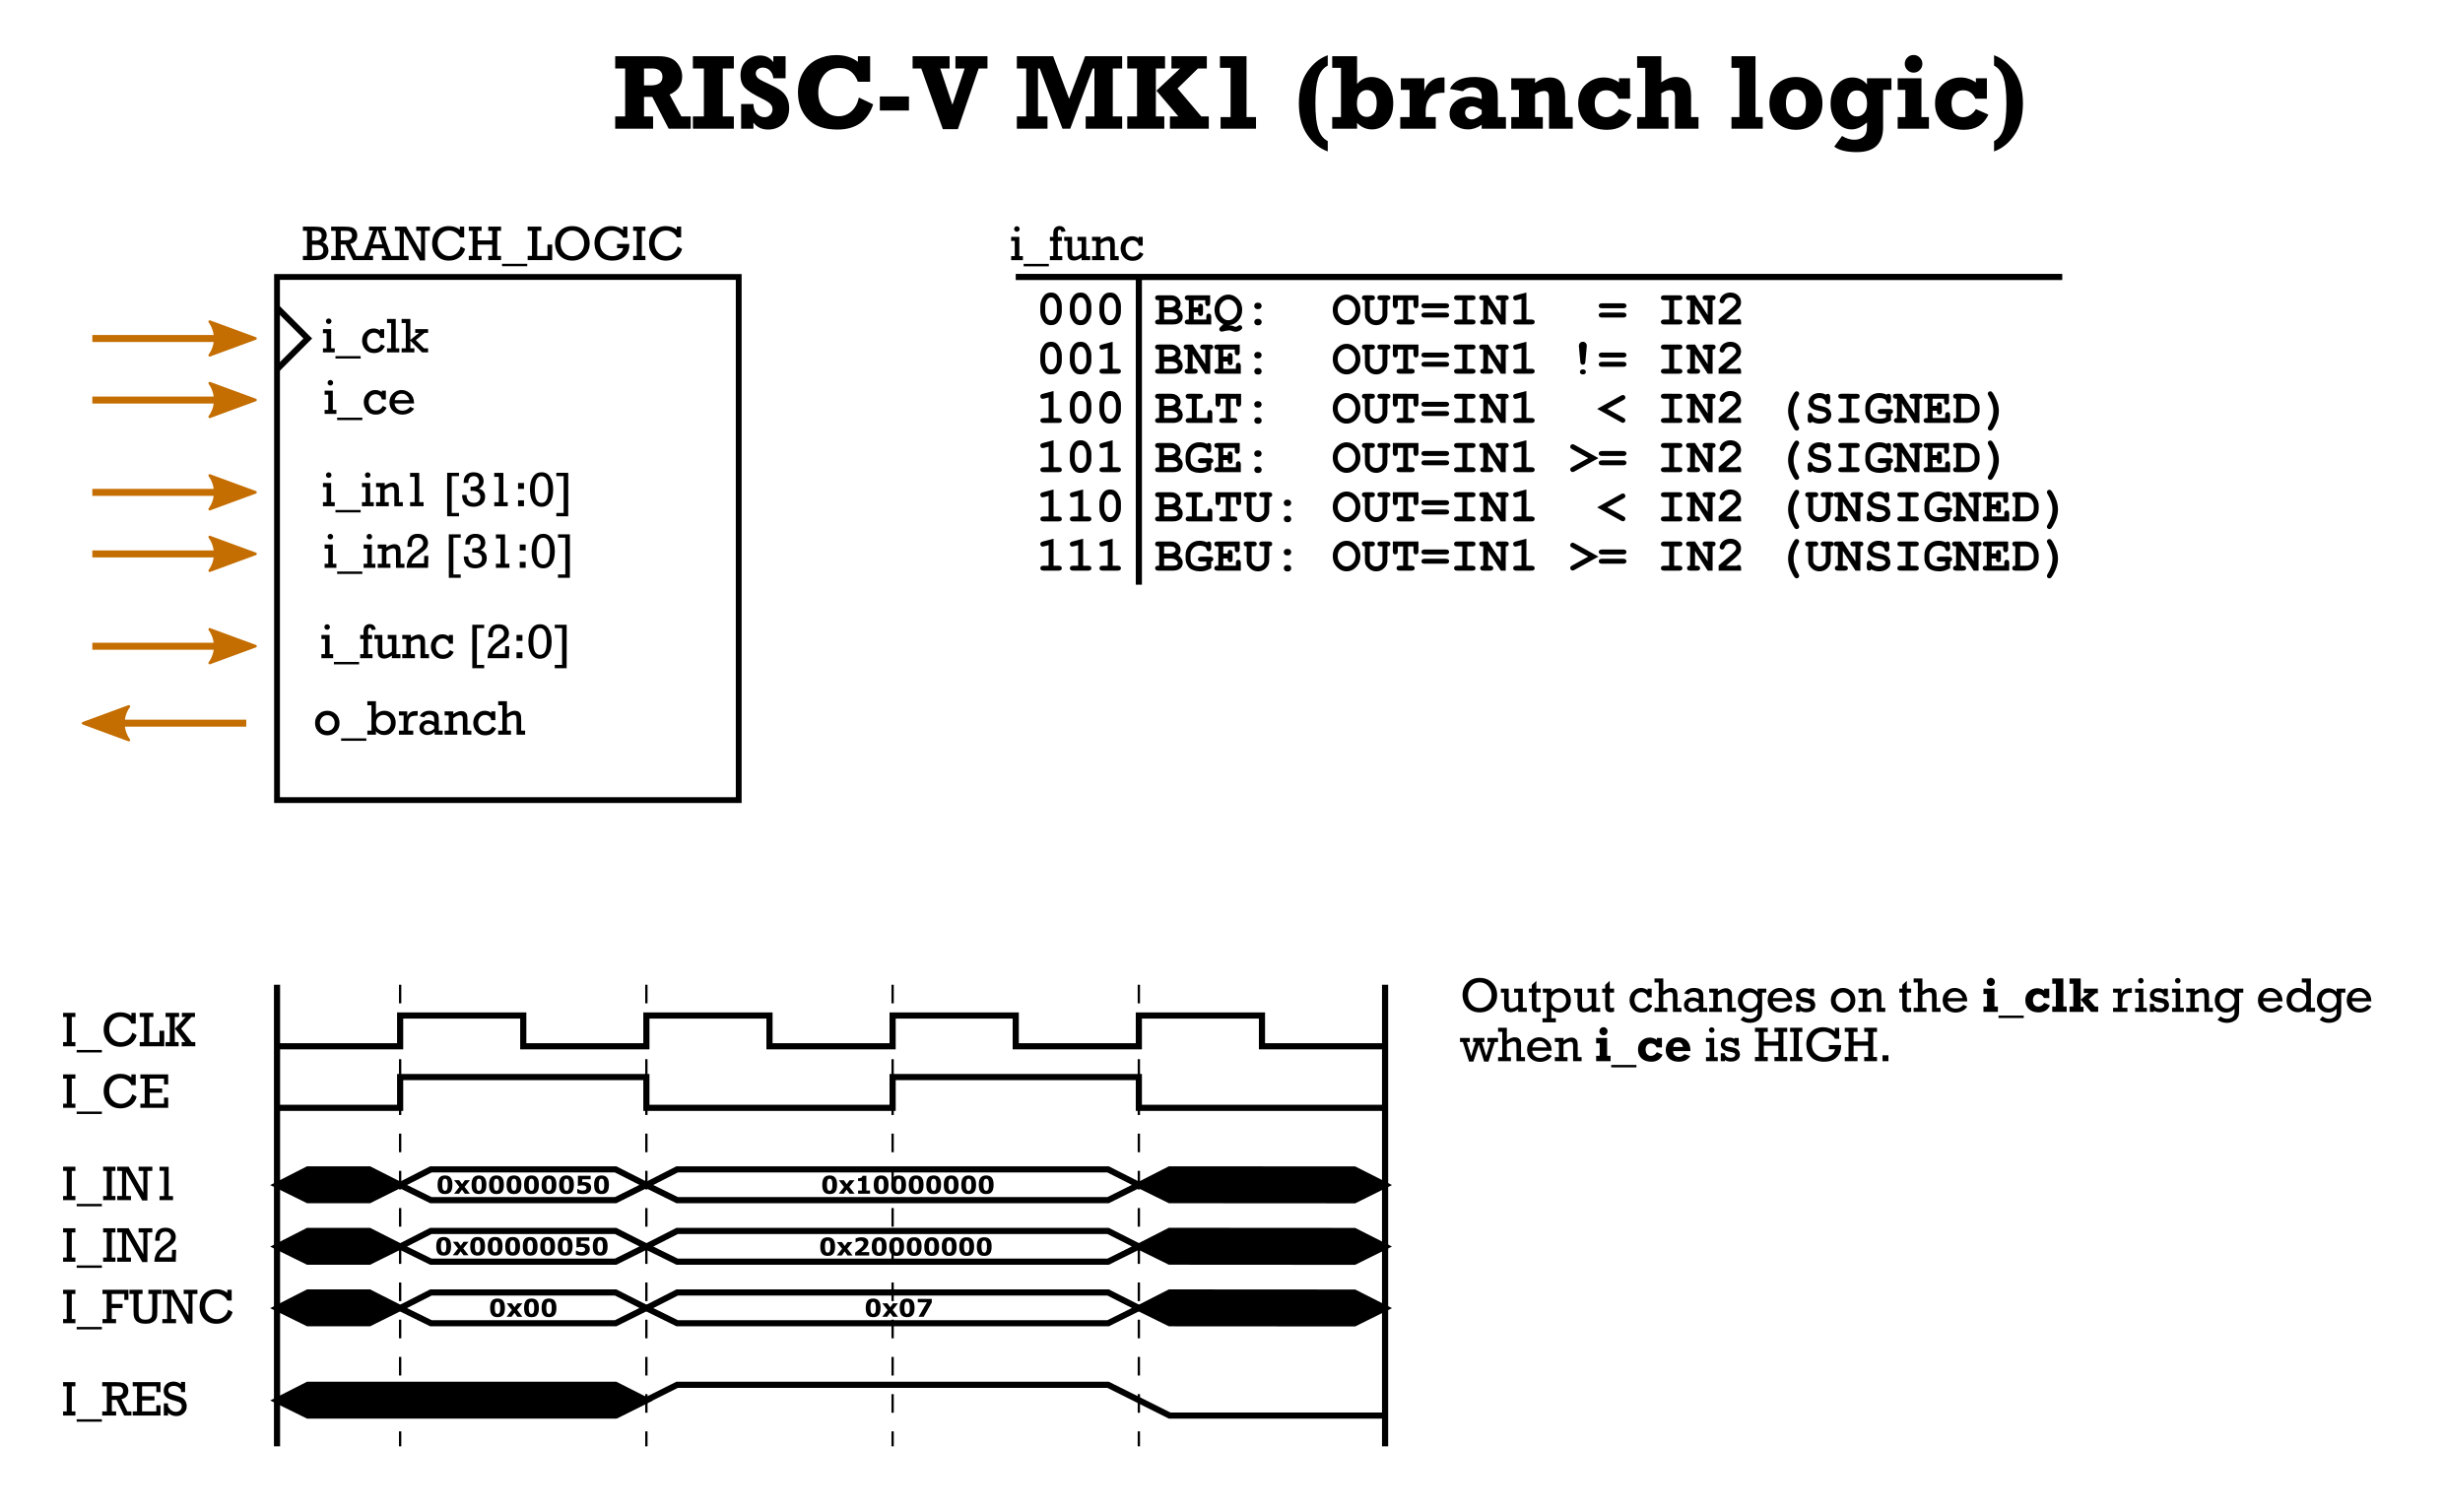 RISC-V MK1 (branch logic)
BRANCH_LOGIC
i_clk
i_ce
i_in1 [31:0]
i_in2 [31:0]
i_func [2:0]
o_branch
i_func
000 BEQ: OUT=IN1 = IN2
001 BNE: OUT=IN1 != IN2
100 BLT: OUT=IN1 < IN2 (SIGNED)
101 BGE: OUT=IN1 >= IN2 (SIGNED)
110 BLTU: OUT=IN1 < IN2 (UNSIGNED)
111 BGEU: OUT=IN1 >= IN2 (UNSIGNED)
I_CLK
I_CE
I_IN1 0x00000050 0x10000000
I_IN2 0x00000050 0x20000000
I_FUNC 0x00 0x07
I_RES
Output changes on the i_clk rising edge
when i_ce is HIGH.